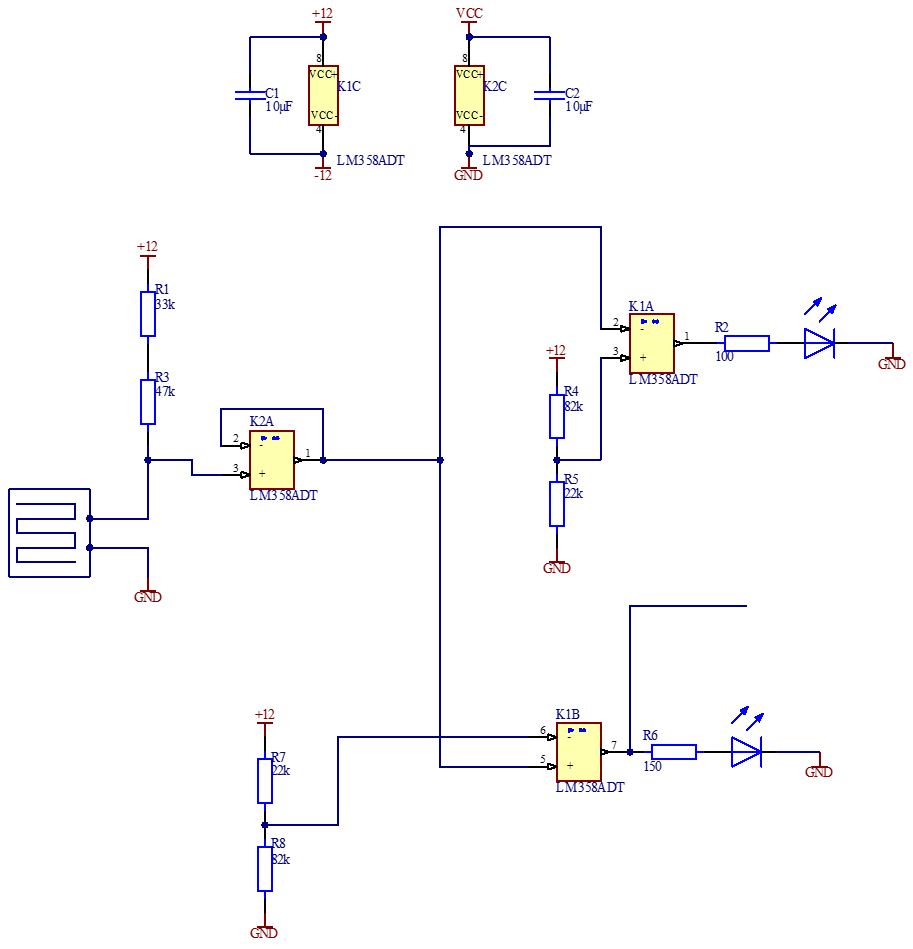 +12
VCC
8
VCC+
K1C
VCC-
4
C1
10µF
LM358ADT
-12
8
VCC+
K2C
VCC-
4
C2
10µF
LM358ADT
GND
+12
R1
33k
R3
47k
K2A
2
-
3
+
1
LM358ADT
GND
K1A
2
-
3
+
1
LM358ADT
R2
100
GND
+12
R4
82k
R5
22k
GND
+12
R7
22k
R8
82k
GND
K1B
6
-
5
+
7
LM358ADT
R6
150
GND